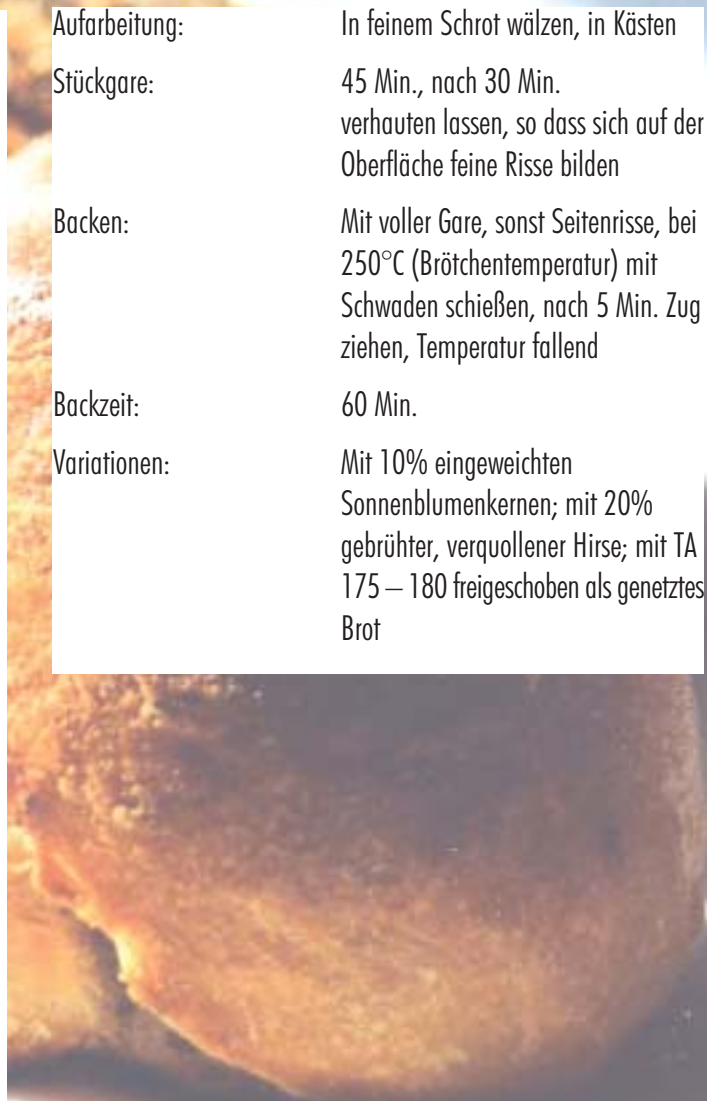 Aufarbeitung: In feinem Schrot wälzen, in Kästen
Stückgare: 45 Min., nach 30 Min.
verhauten lassen, so dass sich auf der
Oberfläche feine Risse bilden
Backen: Mit voller Gare, sonst Seitenrisse, bei
250°C (Brötchentemperatur) mit
Schwaden schießen, nach 5 Min. Zug
ziehen, Temperatur fallend
Backzeit: 60 Min.
Variationen: Mit 10% eingeweichten
Sonnenblumenkernen; mit 20%
gebrühter, verquollener Hirse; mit TA
175 – 180 freigeschoben als genetztes
Brot